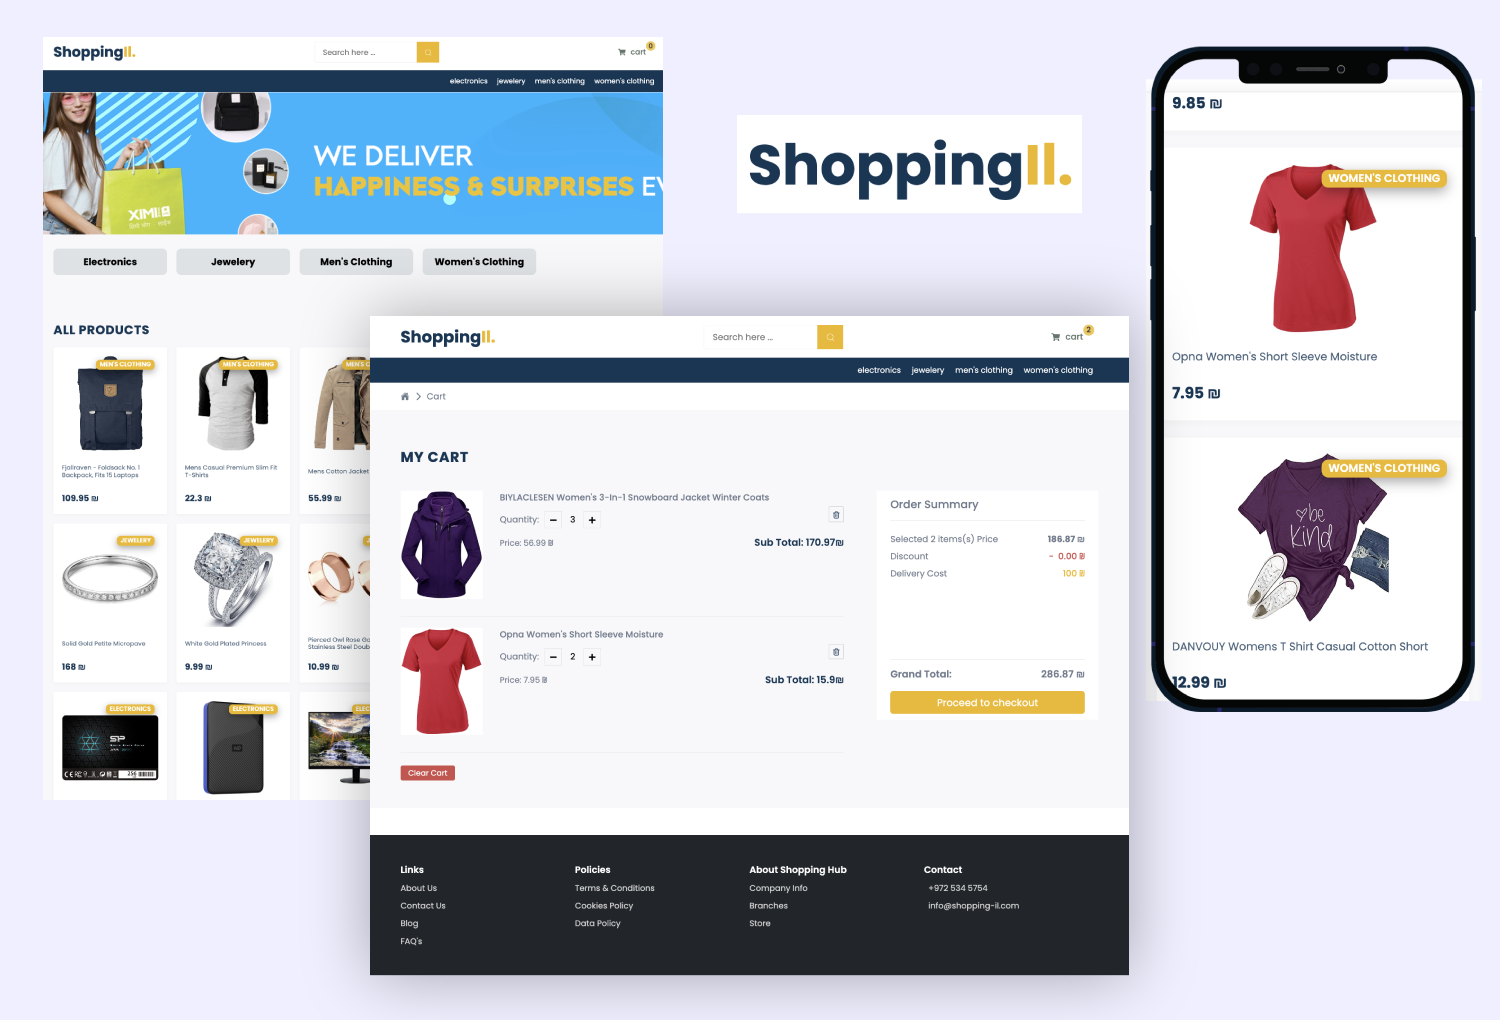 ShoppingIl.
Search here ...
cart
0
electronics jewelery men's clothing women's clothing
XIMI
WE DELIVER
HAPPINESS & SURPRISES EV
Electronics
Jewelery
Men's Clothing
Women's Clothing
ALL PRODUCTS
MEN'S CLOTHING
Fjallraven - Foldsack No. 1
Backpack, Fits 15 Laptops
109.95 ₪
MEN'S CLOTHING
Mens Casual Premium Slim Fit
T-Shirts
22.3 ₪
MEN'S
Mens Cotton Jacket
55.99 ₪
JEWELERY
Solid Gold Petite Micropave
168 ₪
JEWELERY
White Gold Plated Princess
9.99 ₪
J
Pierced Owl Rose Go
Stainless Steel Doub
10.99 ₪
ELECTRONICS
SP
256
ELECTRONICS
WD
ELEC
ShoppingIl.
ShoppingIl.
Search here ...
cart
2
electronics jewelery men's clothing women's clothing
Cart
MY CART
BIYLACLESEN Women's 3-In-1 Snowboard Jacket Winter Coats
Quantity: − 3 +
Price: 56.99 ₪
Sub Total: 170.97₪
Opna Women's Short Sleeve Moisture
Quantity: − 2 +
Price: 7.95 ₪
Sub Total: 15.9₪
Clear Cart
Order Summary
Selected 2 items(s) Price 186.87 ₪
Discount - 0.00 ₪
Delivery Cost 100 ₪
Grand Total: 286.87 ₪
Proceed to checkout
Links
About Us
Contact Us
Blog
FAQ's
Policies
Terms & Conditions
Cookies Policy
Data Policy
About Shopping Hub
Company Info
Branches
Store
Contact
+972 534 5754
info@shopping-il.com
9.85 ₪
WOMEN'S CLOTHING
Opna Women's Short Sleeve Moisture
7.95 ₪
WOMEN'S CLOTHING
be
kind
DANVOUY Womens T Shirt Casual Cotton Short
12.99 ₪